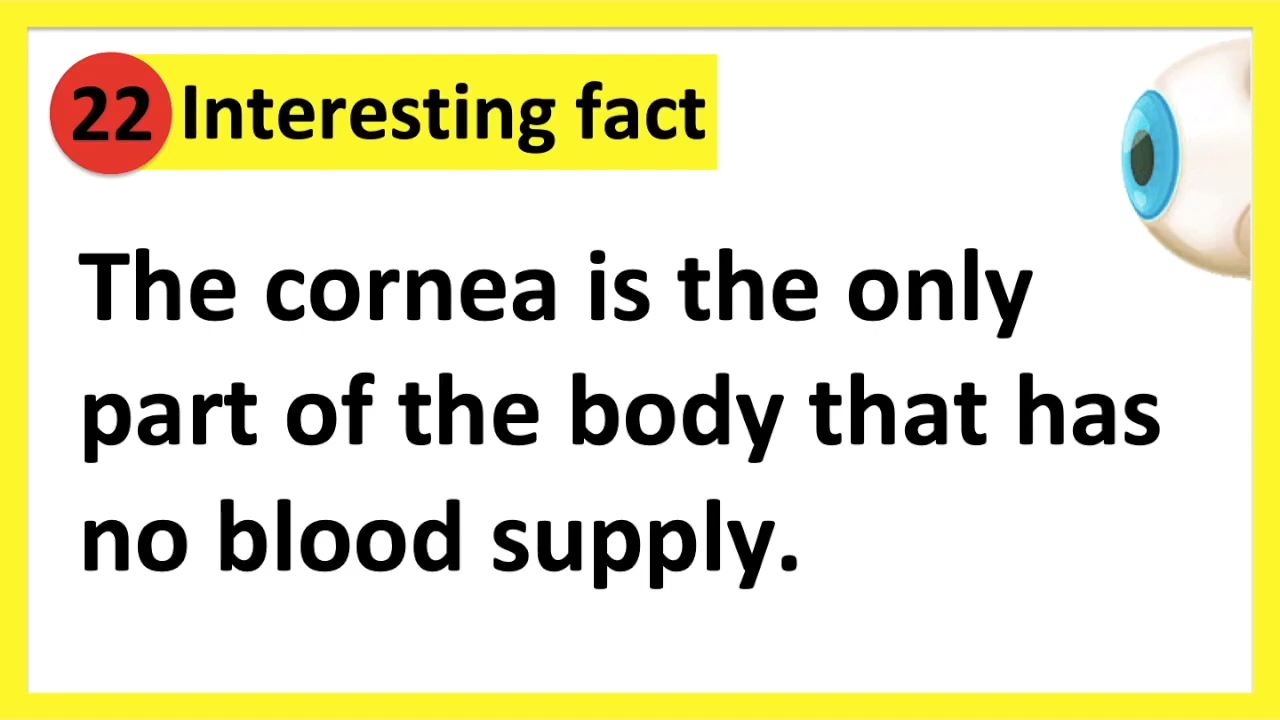 22 Interesting fact
The cornea is the only
part of the body that has
no blood supply.